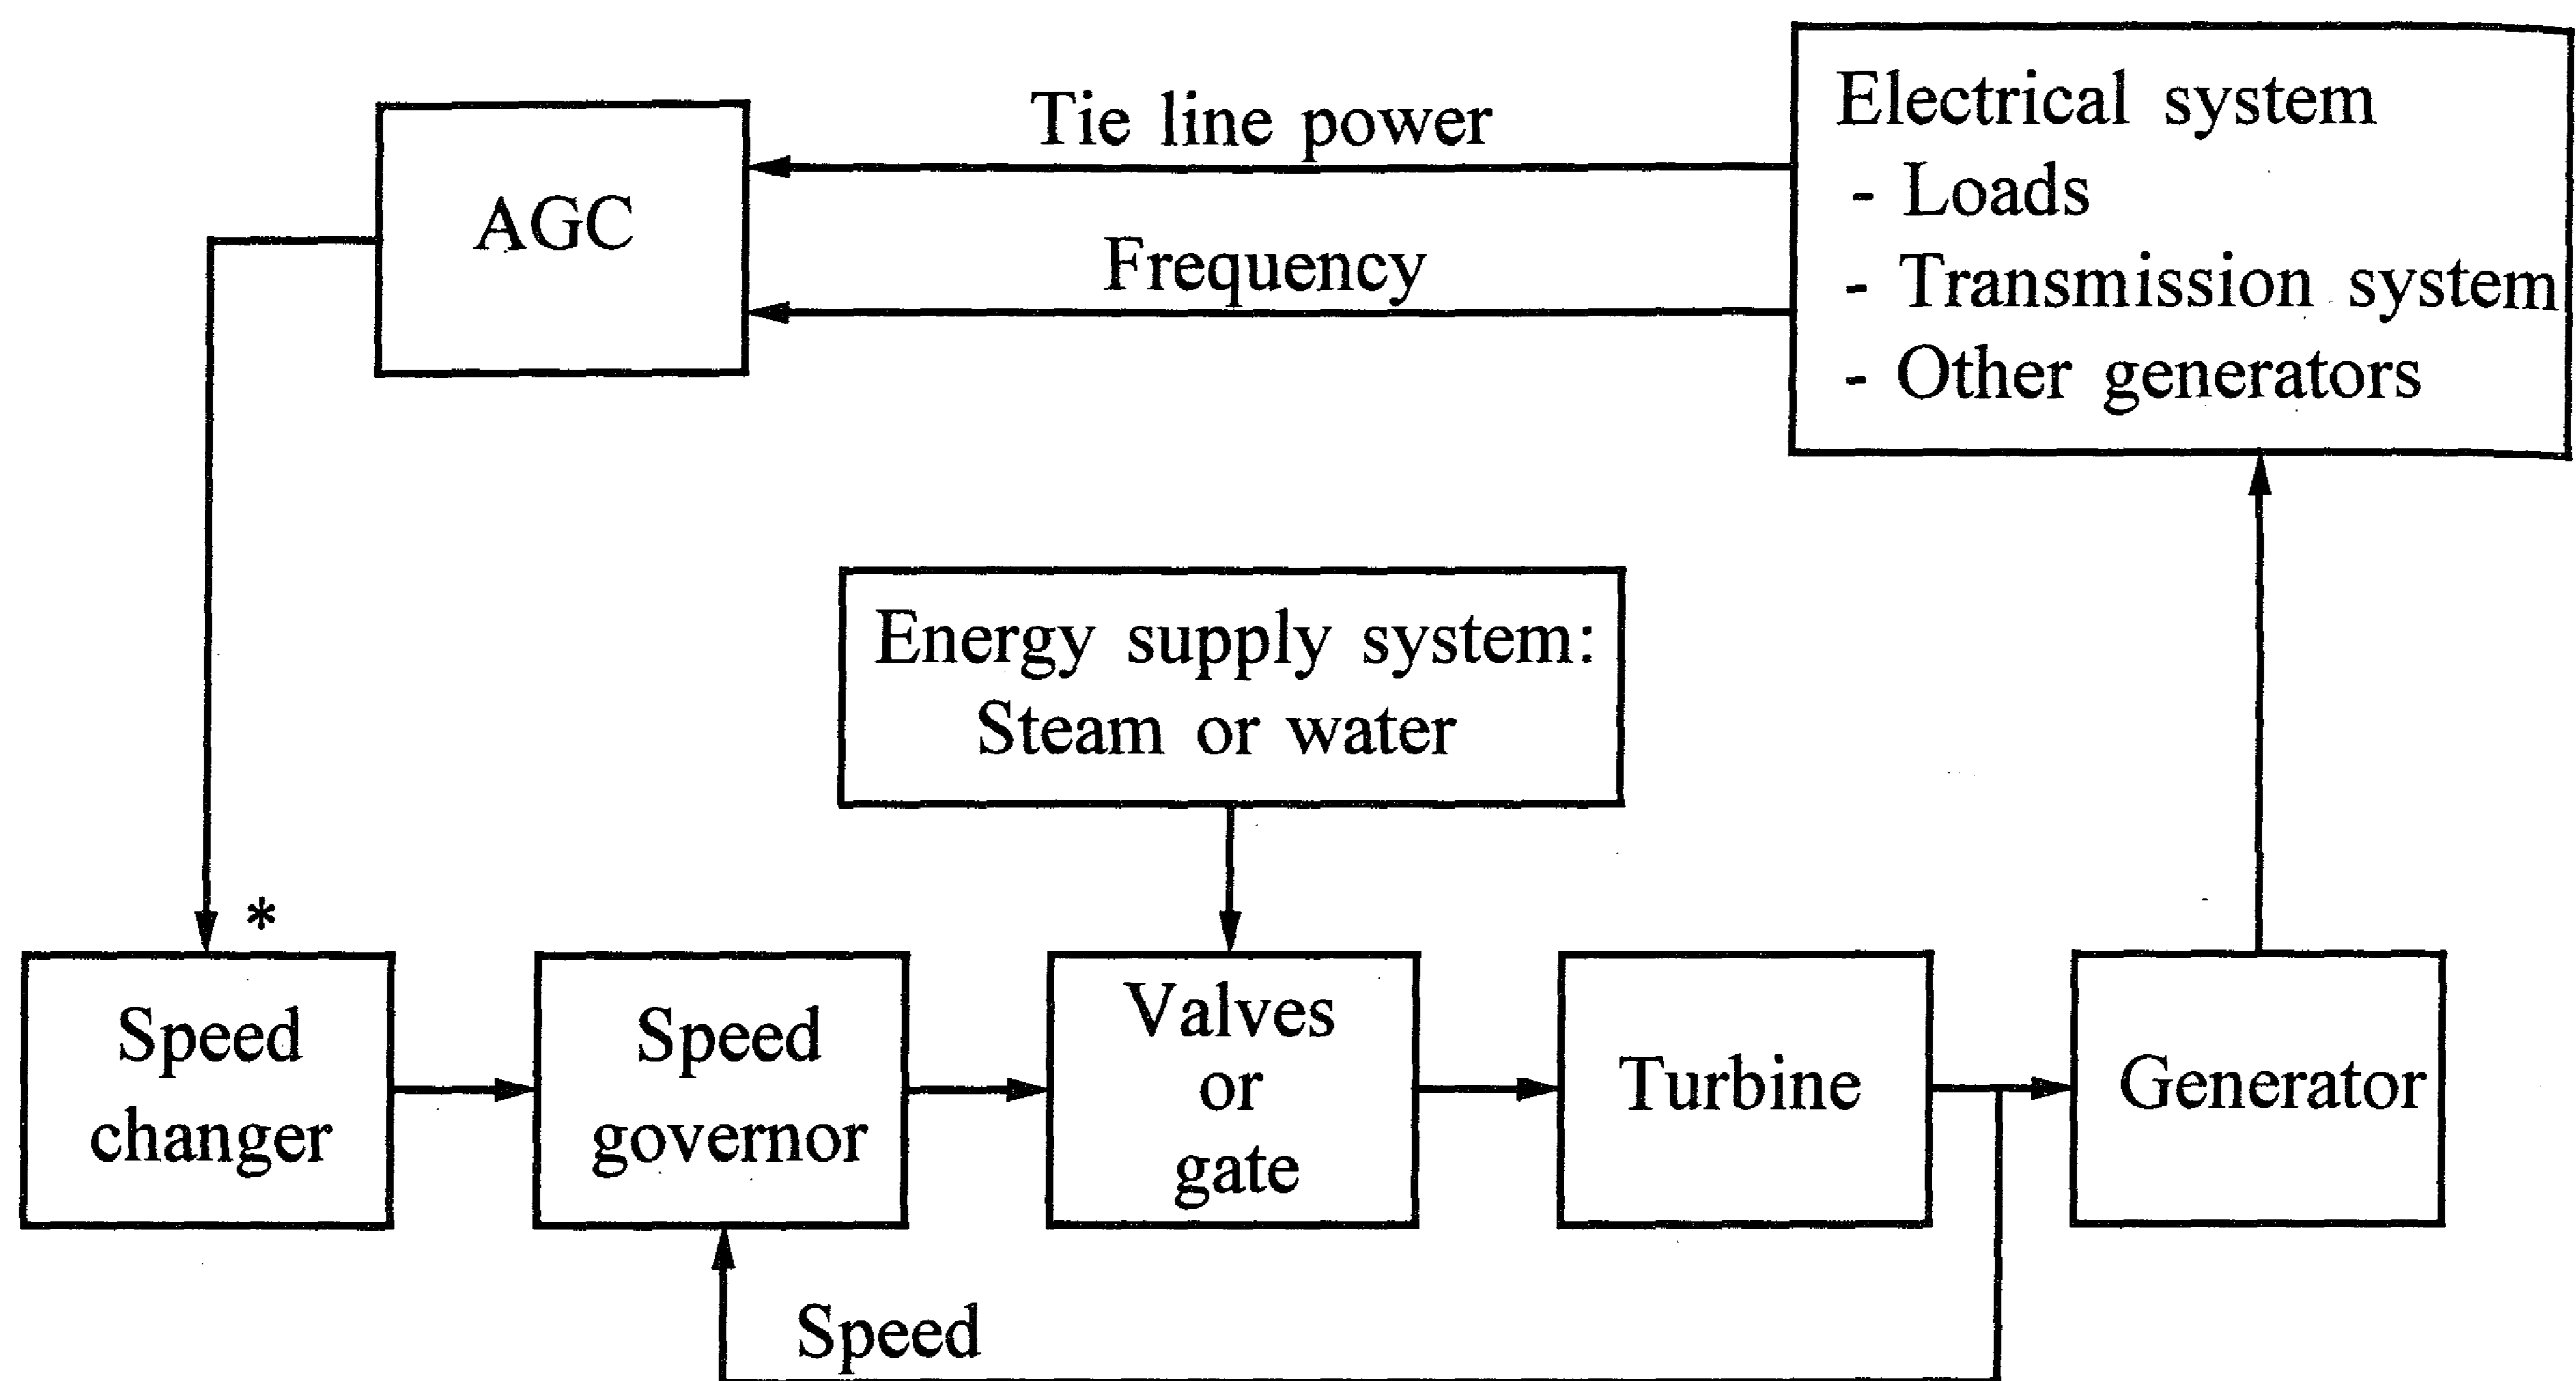 Tie line power
AGC
Frequency
Electrical system
- Loads
- Transmission system
- Other generators
Energy supply system:
Steam or water
*
Speed
changer
Speed
governor
Valves
or
gate
Turbine
Generator
Speed